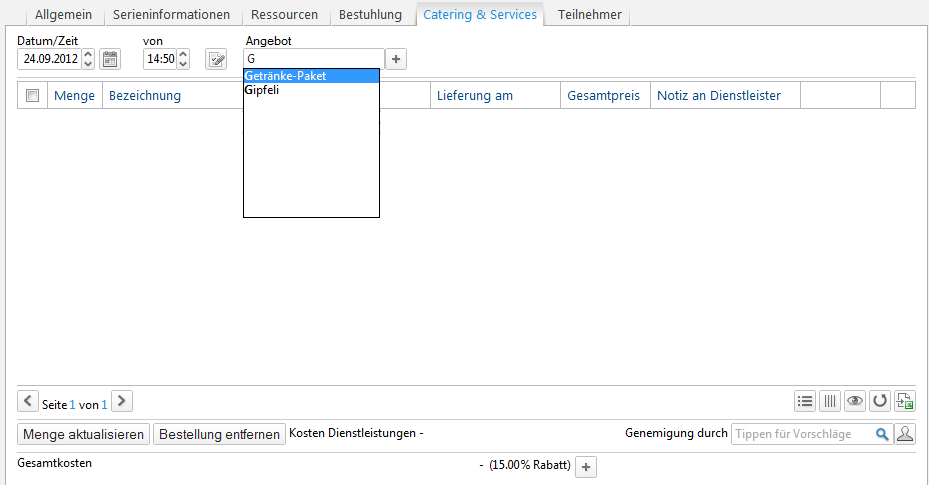 Allgemein Serieninformationen Ressourcen Bestuhlung Catering & Services Teilnehmer
Datum/Zeit von Angebot
24.09.2012 14:50 G
Getränke-Paket
Gipfeli
Menge Bezeichnung Lieferung am Gesamtpreis Notiz an Dienstleister
Seite 1 von 1
Menge aktualisieren Bestellung entfernen Kosten Dienstleistungen - Genemigung durch Tippen für Vorschläge
Gesamtkosten - (15.00% Rabatt)